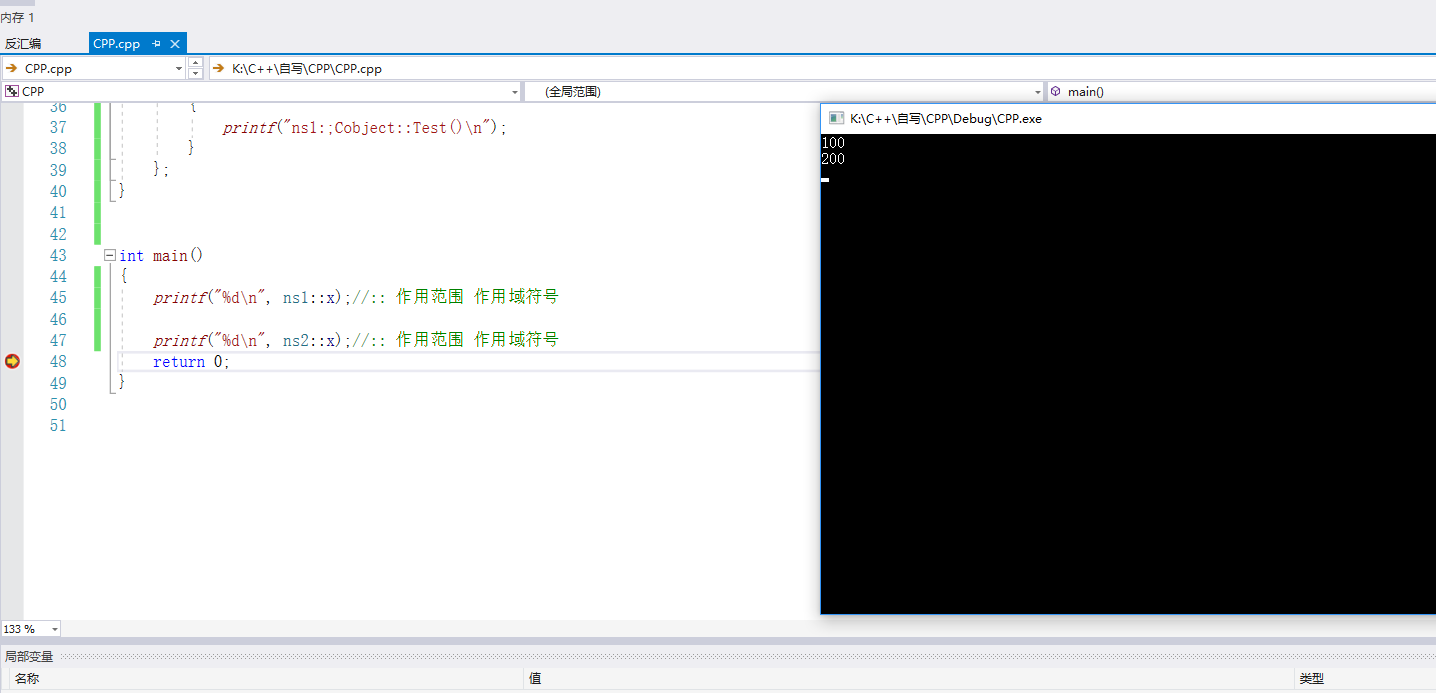 内存 1
反汇编 CPP.cpp
CPP.cpp K:\C++\自写\CPP\CPP.cpp
CPP (全局范围) main()
36 {
37 printf("ns1:;Cobject::Test()\n");
38 }
39 };
40 }
41
42
43 int main()
44 {
45 printf("%d\n", ns1::x);//:: 作用范围 作用域符号
46
47 printf("%d\n", ns2::x);//:: 作用范围 作用域符号
48 return 0;
49 }
50
51
K:\C++\自写\CPP\Debug\CPP.exe
100
200
133 %
局部变量
名称 值 类型